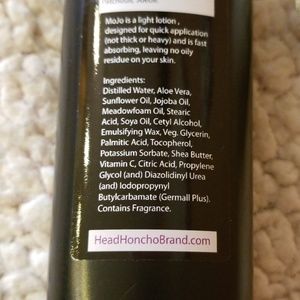 MoJo is a light lotion ,
designed for quick application
(not thick or heavy) and is fast
absorbing, leaving no oily
residue on your skin.
Ingredients:
Distilled Water, Aloe Vera,
Sunflower Oil, Jojoba Oil,
Meadowfoam Oil, Stearic
Acid, Soya Oil, Cetyl Alcohol,
Emulsifying Wax, Veg. Glycerin,
Palmitic Acid, Tocopherol,
Potassium Sorbate, Shea Butter,
Vitamin C, Citric Acid, Propylene
Glycol (and) Diazolidinyl Urea
(and) Iodopropynyl
Butylcarbamate (Germall Plus).
Contains Fragrance.
HeadHonchoBrand.com